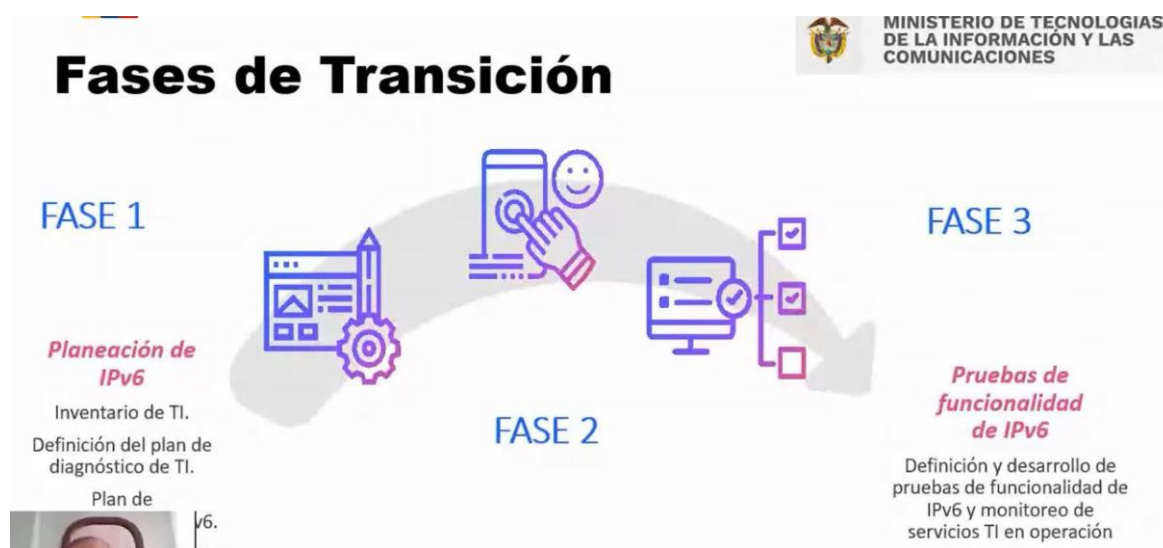 MINISTERIO DE TECNOLOGÍAS
DE LA INFORMACIÓN Y LAS
COMUNICACIONES
Fases de Transición
FASE 1
Planeación de
IPv6
Inventario de TI.
Definición del plan de
diagnóstico de TI.
Plan de
v6.
FASE 2
FASE 3
Pruebas de
funcionalidad
de IPv6
Definición y desarrollo de
pruebas de funcionalidad de
IPv6 y monitoreo de
servicios TI en operación